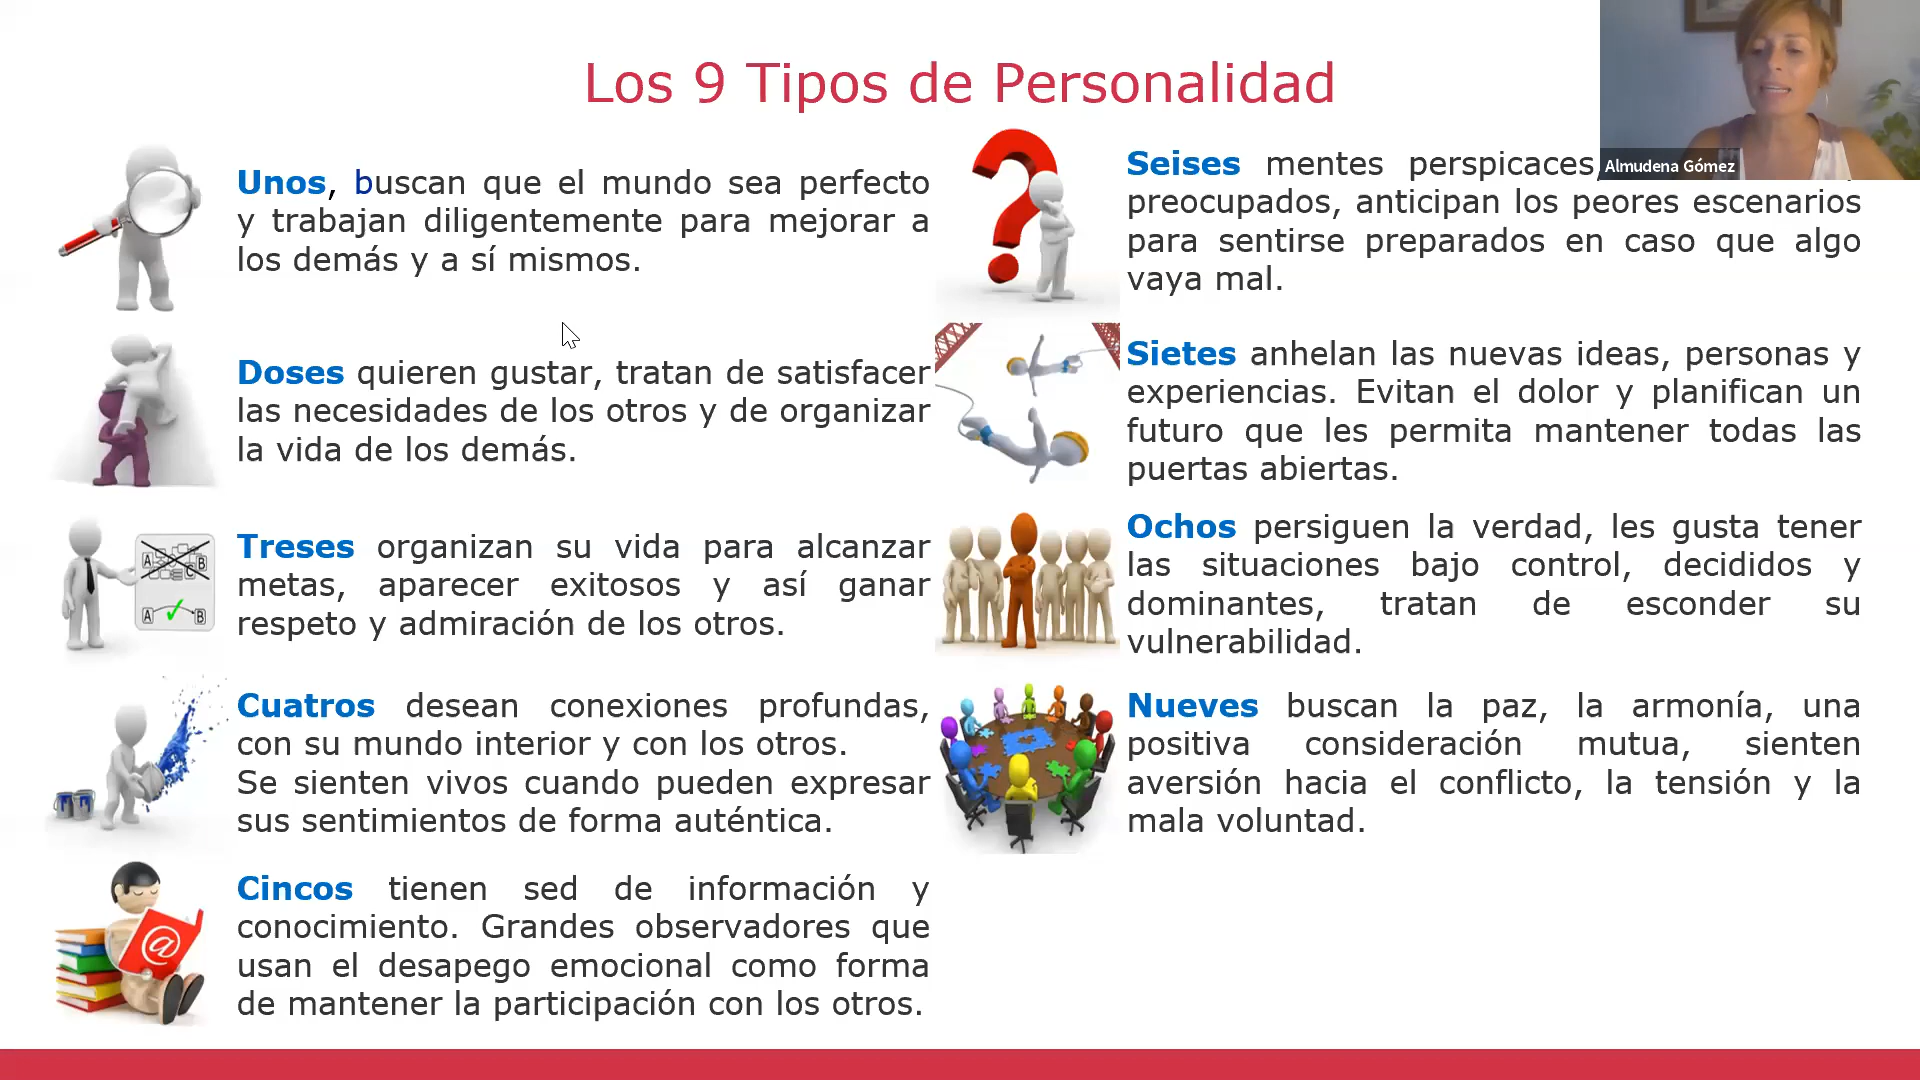 Los 9 Tipos de Personalidad
Unos, buscan que el mundo sea perfecto
y trabajan diligentemente para mejorar a
los demás y a sí mismos.
Doses quieren gustar, tratan de satisfacer
las necesidades de los otros y de organizar
la vida de los demás.
Treses organizan su vida para alcanzar
metas, aparecer exitosos y así ganar
respeto y admiración de los otros.
A B
C
A B
Cuatros desean conexiones profundas,
con su mundo interior y con los otros.
Se sienten vivos cuando pueden expresar
sus sentimientos de forma auténtica.
Cincos tienen sed de información y
conocimiento. Grandes observadores que
usan el desapego emocional como forma
de mantener la participación con los otros.
@
Seises mentes perspicaces,
preocupados, anticipan los peores escenarios
para sentirse preparados en caso que algo
vaya mal.
Sietes anhelan las nuevas ideas, personas y
experiencias. Evitan el dolor y planifican un
futuro que les permita mantener todas las
puertas abiertas.
Ochos persiguen la verdad, les gusta tener
las situaciones bajo control, decididos y
dominantes, tratan de esconder su
vulnerabilidad.
Nueves buscan la paz, la armonía, una
positiva consideración mutua, sienten
aversión hacia el conflicto, la tensión y la
mala voluntad.
Almudena Gómez